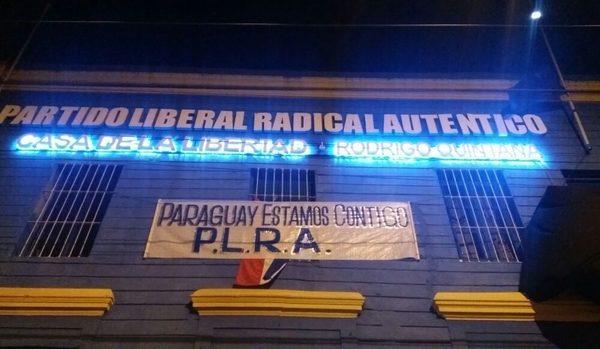 PARTIDO LIBERAL RADICAL AUTENTICO
CASA DE LA LIBERTAD - RODRIGO QUINTANA
PARAGUAY ESTAMOS CONTIGO
P.L.R.A.